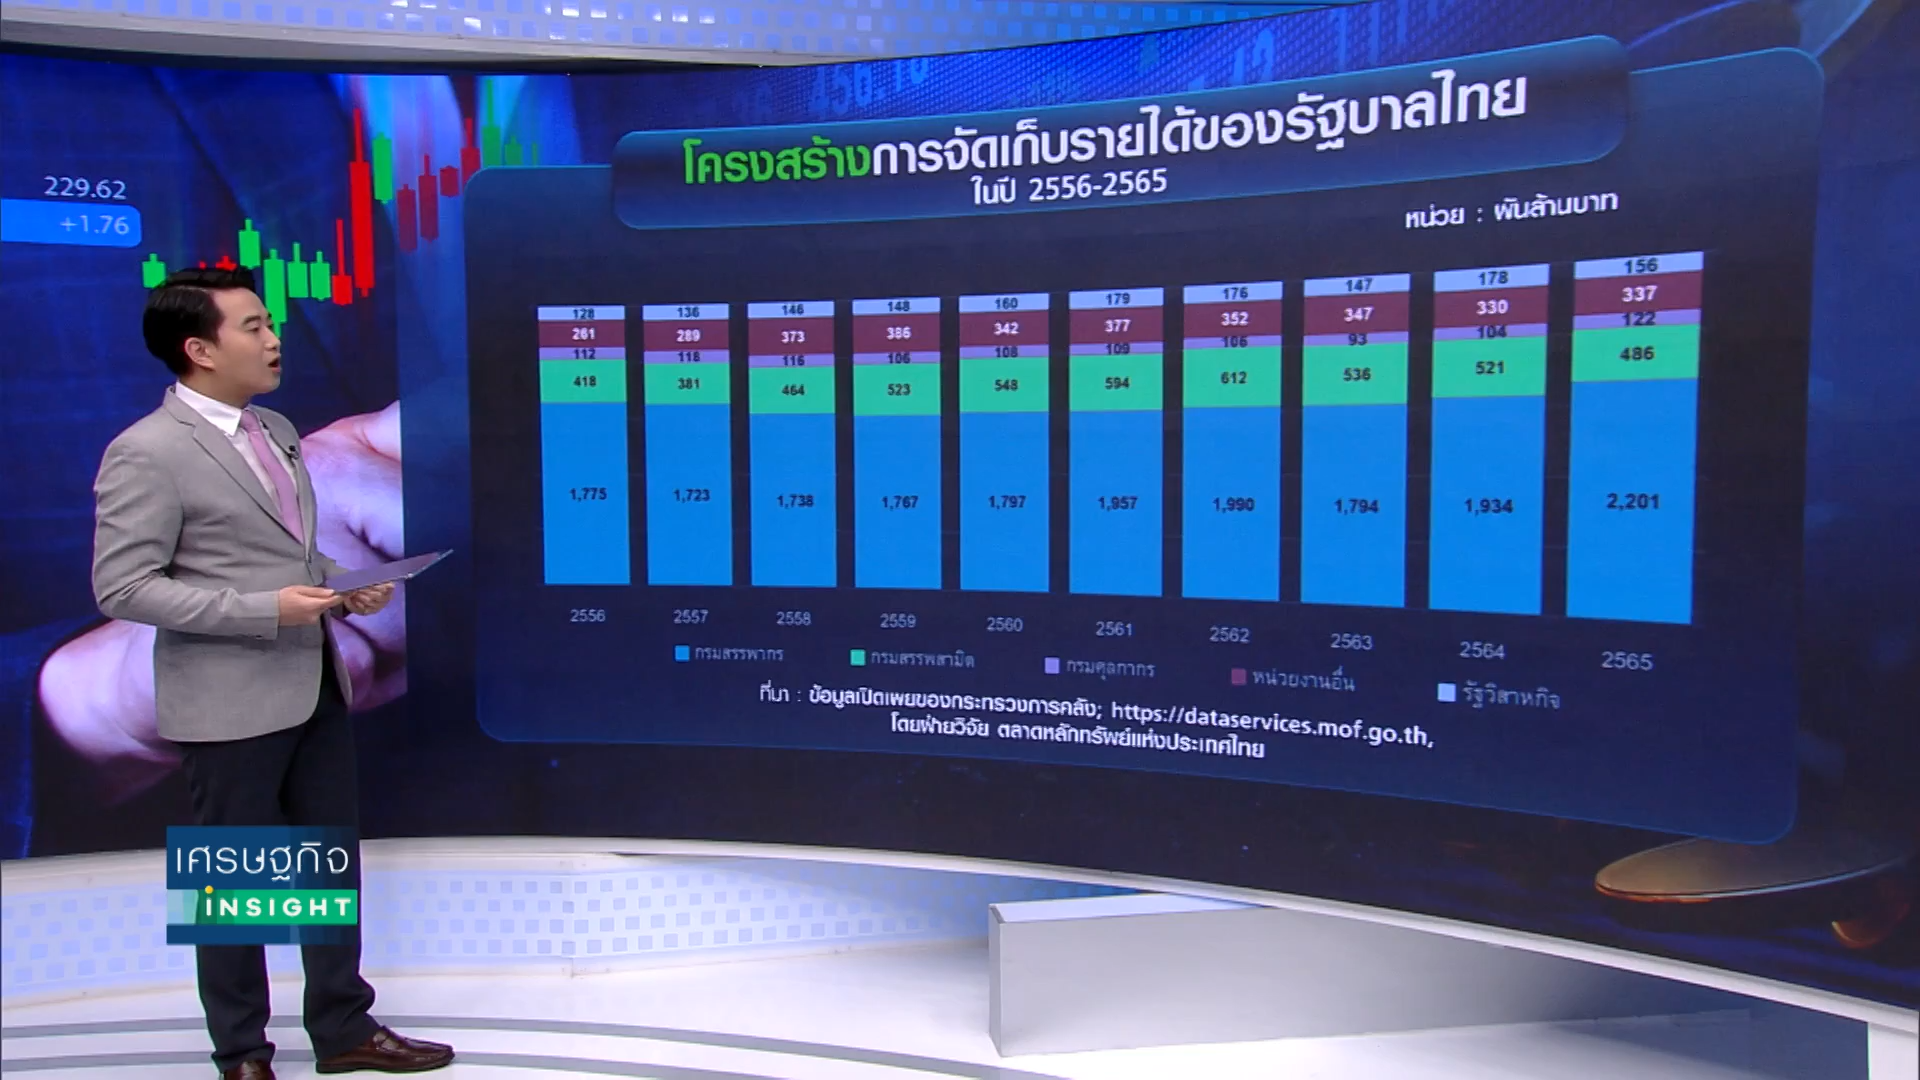 456.16
229.62
+1.76
โครงสร้างการจัดเก็บรายได้ของรัฐบาลไทย
ในปี 2556-2565
หน่วย : พันล้านบาท
128 136 146 148 160 179 176 147 178 156
261 289 373 386 342 377 352 347 330 337
112 118 116 106 108 109 106 93 104 122
418 381 464 523 548 594 612 536 521 486
1,775 1,723 1,738 1,767 1,797 1,957 1,990 1,794 1,934 2,201
2556 2557 2558 2559 2560 2561 2562 2563 2564 2565
กรมสรรพากร กรมสรรพสามิต กรมศุลกากร หน่วยงานอื่น รัฐวิสาหกิจ
ที่มา : ข้อมูลเปิดเผยของกระทรวงการคลัง; https://dataservices.mof.go.th,
โดยฝ่ายวิจัย ตลาดหลักทรัพย์แห่งประเทศไทย
เศรษฐกิจ
iNSIGHT